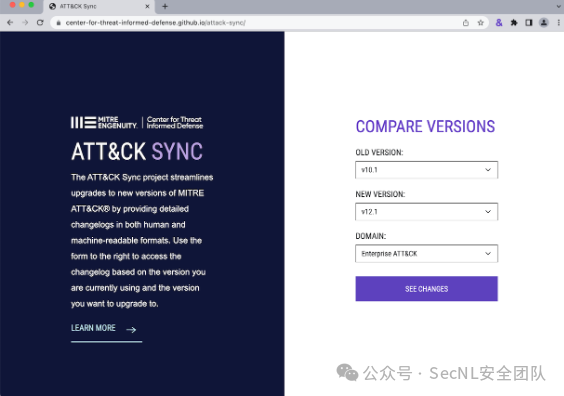 ATT&CK Sync
center-for-threat-informed-defense.github.io/attack-sync/
MITRE ENGENUITY
Center for Threat Informed Defense
ATT&CK SYNC
The ATT&CK Sync project streamlines
upgrades to new versions of MITRE
ATT&CK® by providing detailed
changelogs in both human and
machine-readable formats. Use the
form to the right to access the
changelog based on the version you
are currently using and the version
you want to upgrade to.
LEARN MORE
COMPARE VERSIONS
OLD VERSION:
v10.1
NEW VERSION:
v12.1
DOMAIN:
Enterprise ATT&CK
SEE CHANGES
公众号 · SecNL安全团队